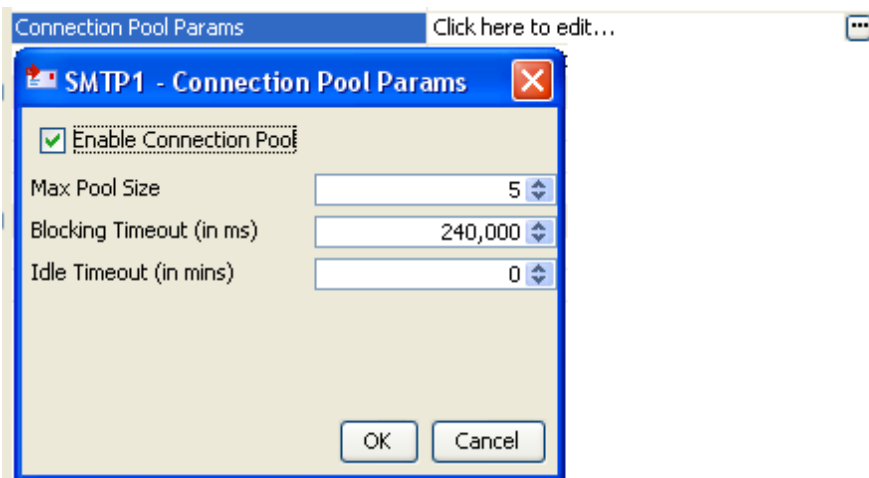 Connection Pool Params Click here to edit...
SMTP1 - Connection Pool Params
Enable Connection Pool
Max Pool Size 5
Blocking Timeout (in ms) 240,000
Idle Timeout (in mins) 0
OK Cancel